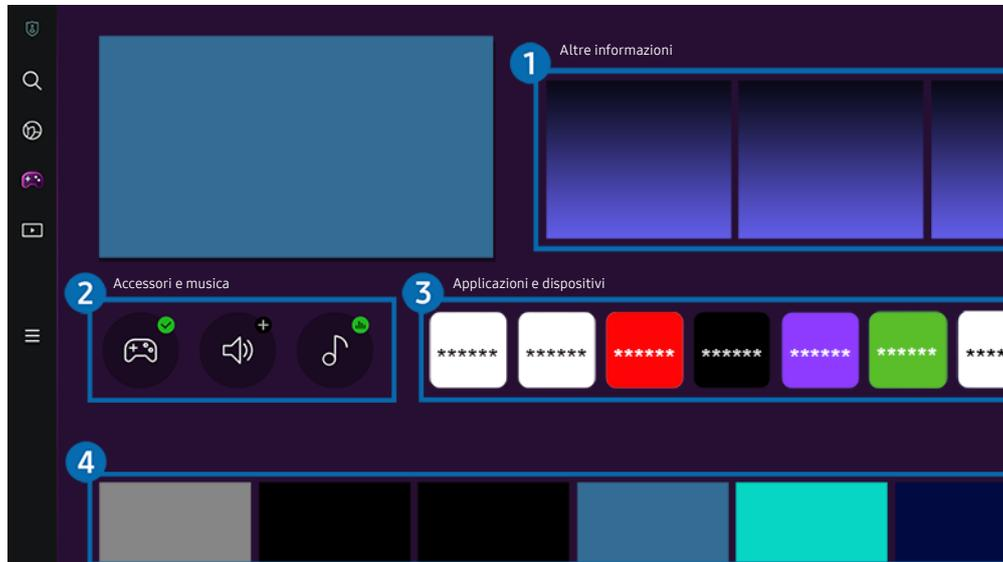 1
Altre informazioni
2
Accessori e musica
3
Applicazioni e dispositivi
****** ****** ****** ****** ****** ****** ****
4